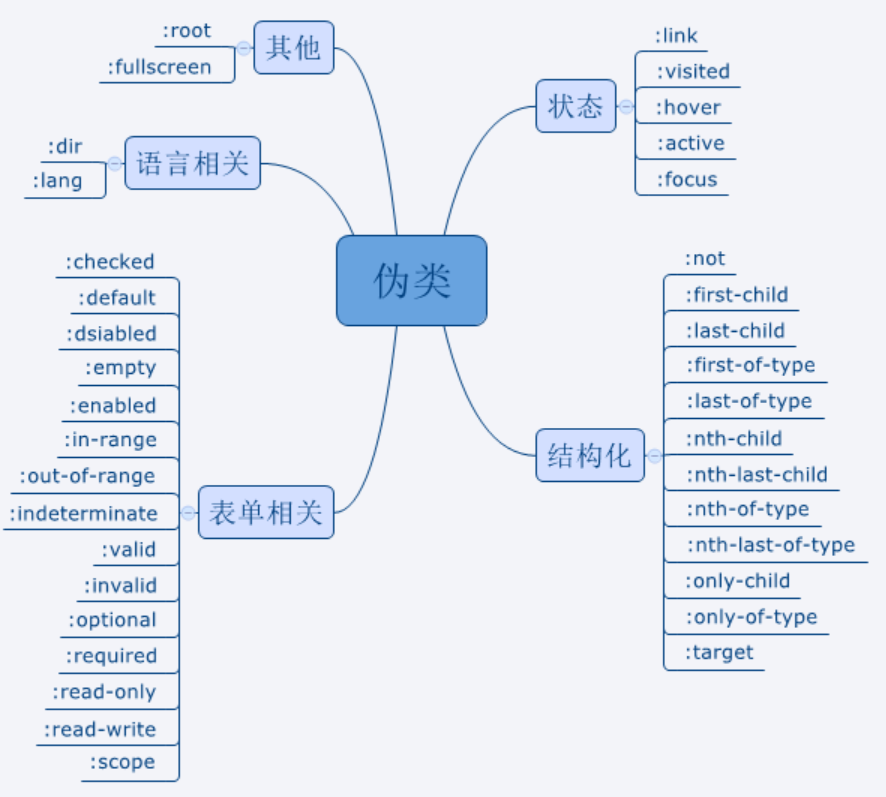 伪类
状态
:link
:visited
:hover
:active
:focus
结构化
:not
:first-child
:last-child
:first-of-type
:last-of-type
:nth-child
:nth-last-child
:nth-of-type
:nth-last-of-type
:only-child
:only-of-type
:target
其他
:root
:fullscreen
语言相关
:dir
:lang
表单相关
:checked
:default
:dsiabled
:empty
:enabled
:in-range
:out-of-range
:indeterminate
:valid
:invalid
:optional
:required
:read-only
:read-write
:scope